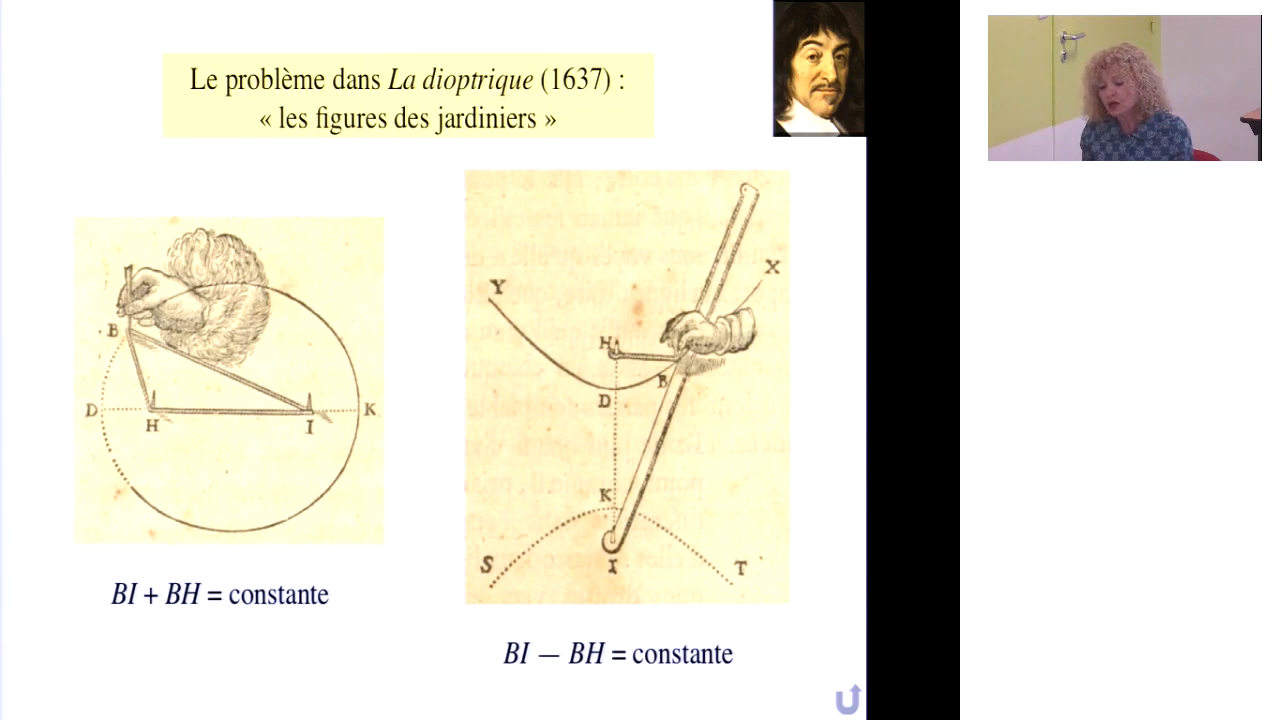 Le problème dans La dioptrique (1637) :
« les figures des jardiniers »
B
D
H
I
K
Y
X
H
B
D
K
S
I
T
BI + BH = constante
BI — BH = constante